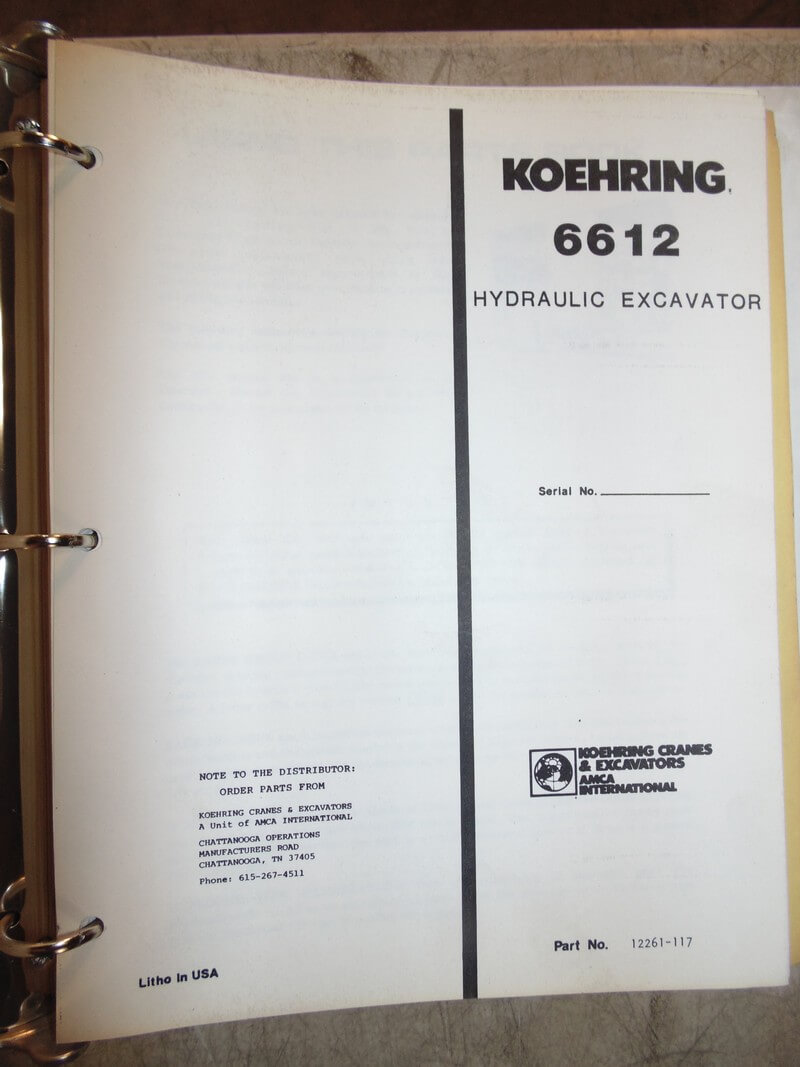 KOEHRING
6612
HYDRAULIC EXCAVATOR
Serial No.
KOEHRING CRANES
& EXCAVATORS
AMCA
INTERNATIONAL
Part No. 12261-117
NOTE TO THE DISTRIBUTOR:
ORDER PARTS FROM
KOEHRING CRANES & EXCAVATORS
A Unit of AMCA INTERNATIONAL
CHATTANOOGA OPERATIONS
MANUFACTURERS ROAD
CHATTANOOGA, TN 37405
Phone: 615-267-4511
Litho In USA